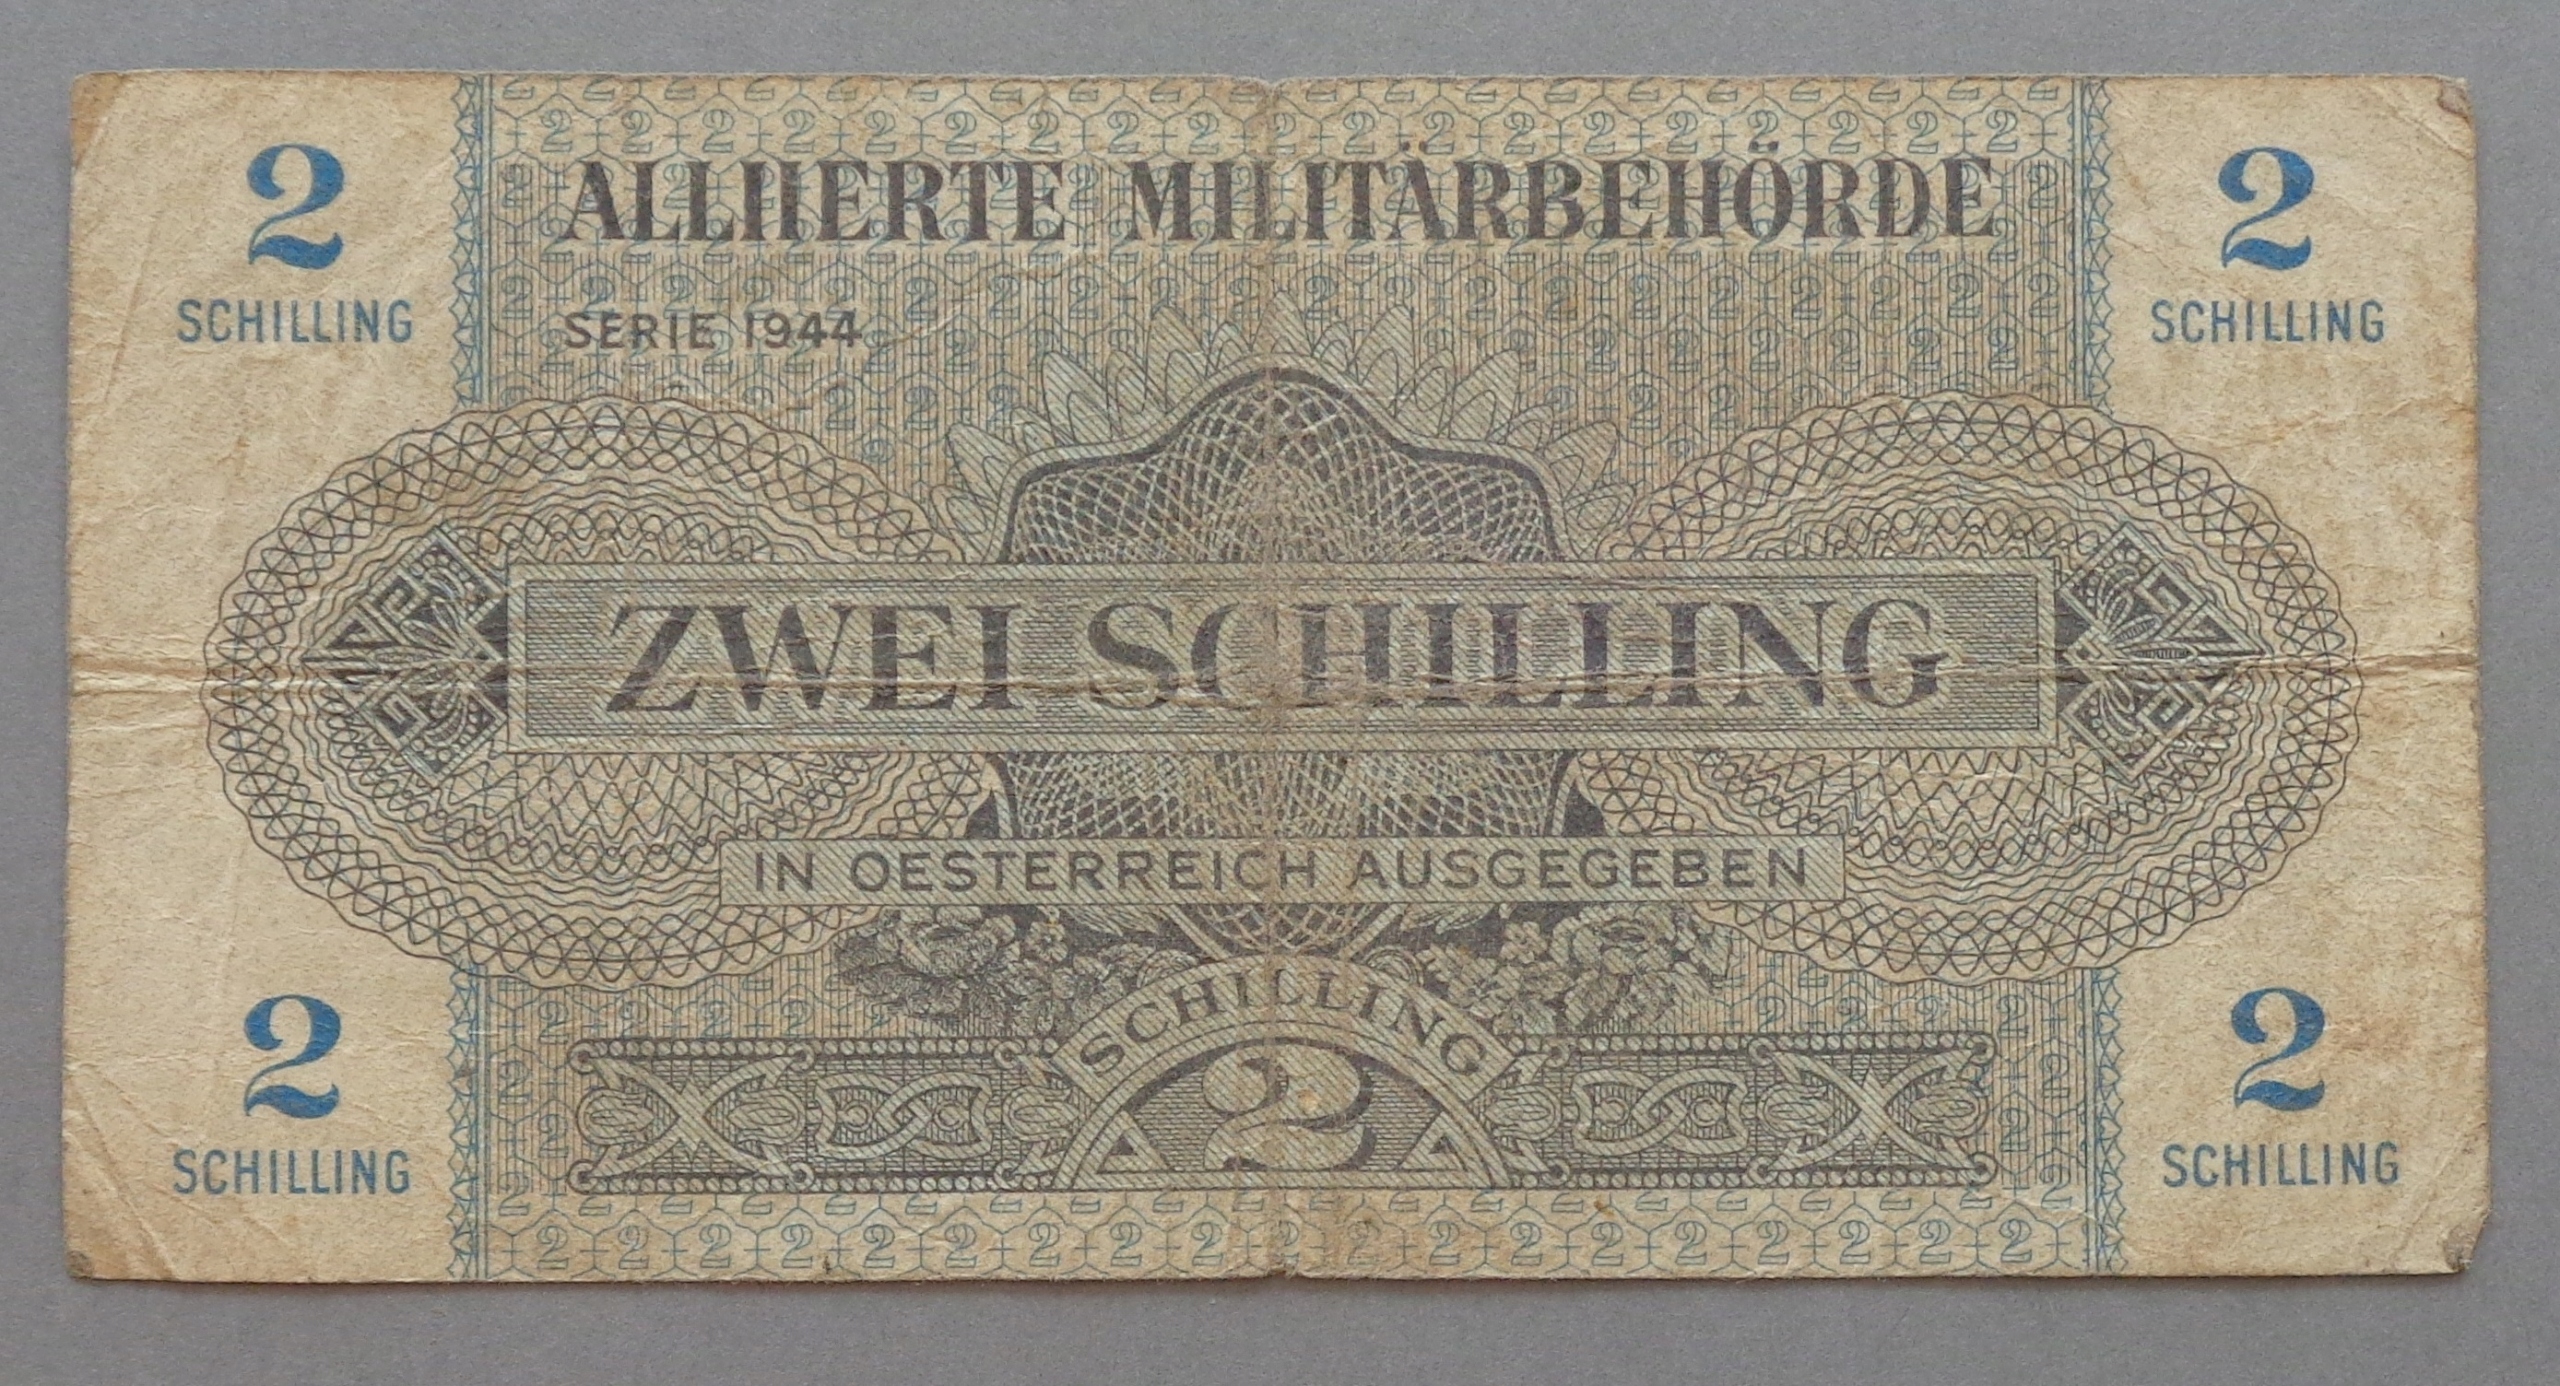 2
SCHILLING
ALLIIERTE MILITÄRBEHÖRDE
SERIE 1944
2
SCHILLING
ZWEI SCHILLING
IN OESTERREICH AUSGEGEBEN
2
SCHILLING
SCHILLING
2
2
SCHILLING